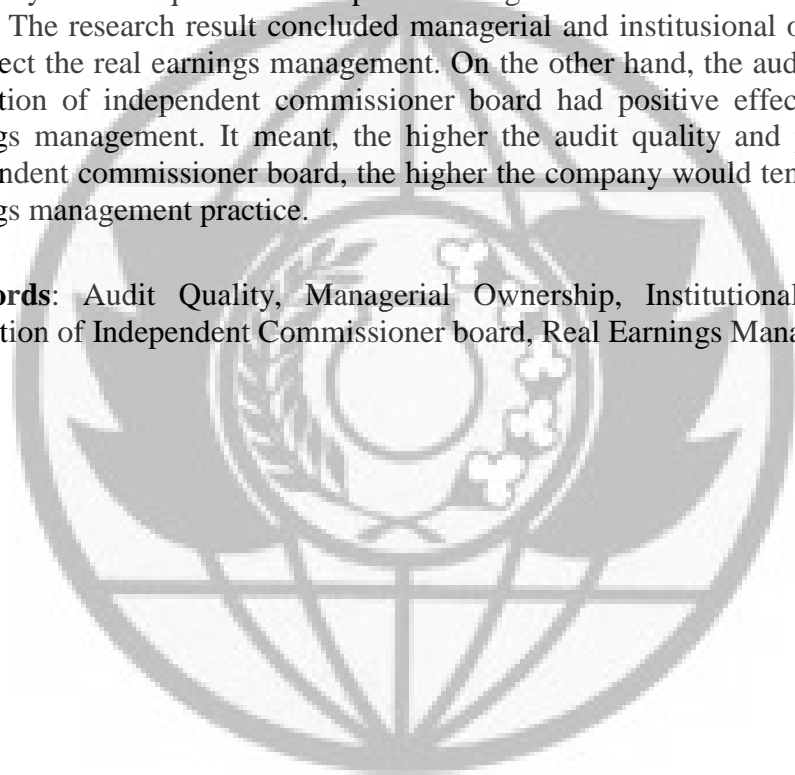 The research result concluded managerial and institusional o
ect the real earnings management. On the other hand, the aud
tion of independent commissioner board had positive effec
gs management. It meant, the higher the audit quality and
ndent commissioner board, the higher the company would ten
gs management practice.
ords: Audit Quality, Managerial Ownership, Institutional
tion of Independent Commissioner board, Real Earnings Mana